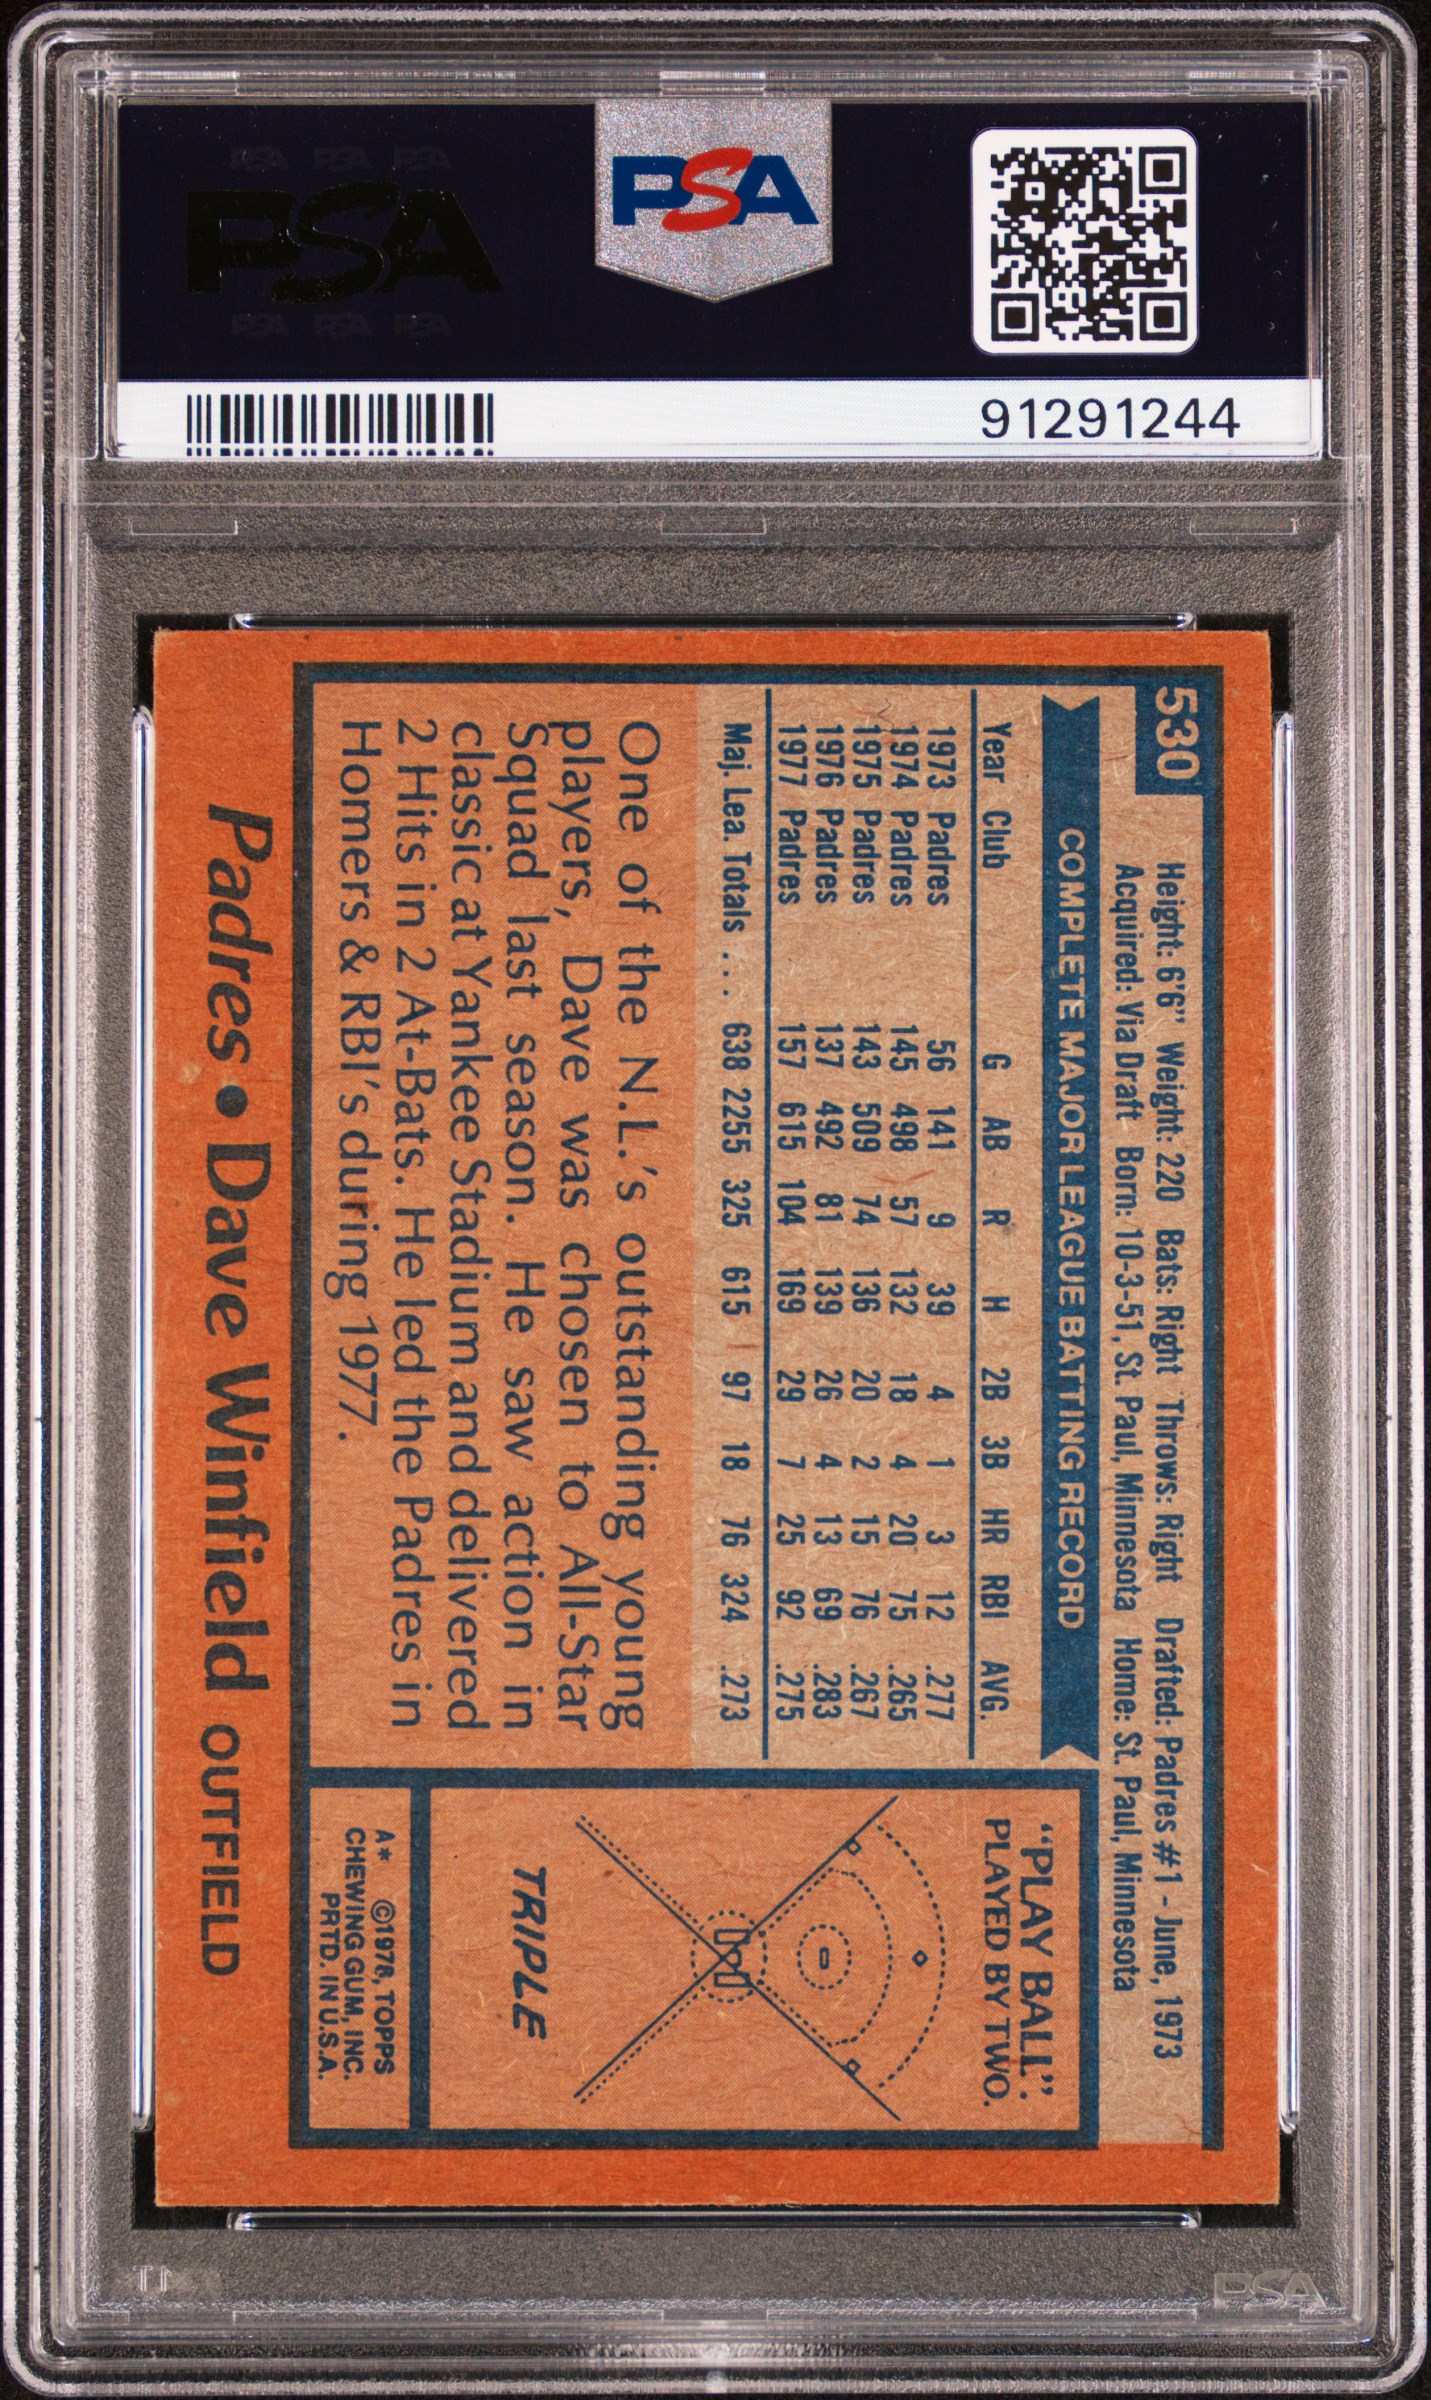 PSA PSA PSA
PSA
PSA PSA PSA
PSA
91291244
530
Height: 6'6" Weight: 220 Bats: Right Throws: Right Drafted: Padres #1 - June, 1973
Acquired: Via Draft Born: 10-3-51, St. Paul, Minnesota Home: St. Paul, Minnesota
COMPLETE MAJOR LEAGUE BATTING RECORD
Year Club G AB R H 2B 3B HR RBI AVG.
1973 Padres 56 141 9 39 4 1 3 12 .277
1974 Padres 145 498 57 132 18 4 20 75 .265
1975 Padres 143 509 74 136 20 2 15 76 .267
1976 Padres 137 492 81 139 26 4 13 69 .283
1977 Padres 157 615 104 169 29 7 25 92 .275
Maj. Lea. Totals . . . 638 2255 325 615 97 18 76 324 .273
One of the N.L.'s outstanding young
players, Dave was chosen to All-Star
Squad last season. He saw action in
classic at Yankee Stadium and delivered
2 Hits in 2 At-Bats. He led the Padres in
Homers & RBI's during 1977.
"PLAY BALL":
PLAYED BY TWO.
TRIPLE
A* ©1978, TOPPS
CHEWING GUM, INC.
PRTD. IN U.S.A.
Padres • Dave Winfield OUTFIELD
PSA